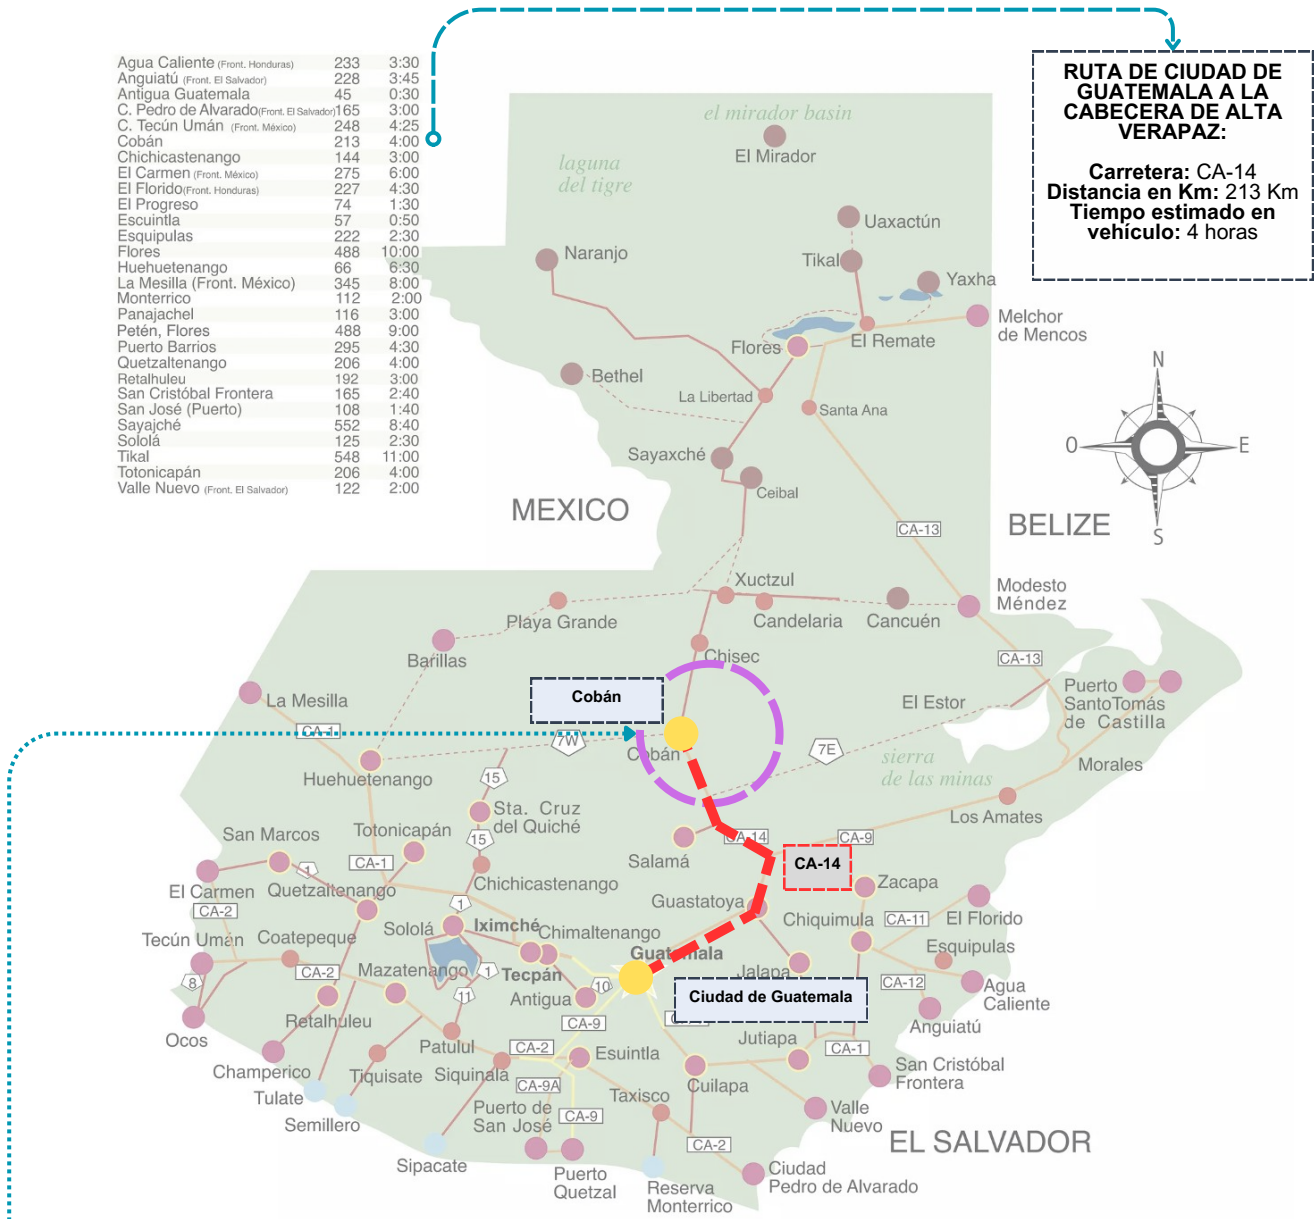 Agua Caliente (Front. Honduras) 233 3:30
Anguiatú (Front. El Salvador) 228 3:45
Antigua Guatemala 45 0:30
C. Pedro de Alvarado(Front. El Salvador) 165 3:00
C. Tecún Umán (Front. México) 248 4:25
Cobán 213 4:00
Chichicastenango 144 3:00
El Carmen (Front. México) 275 6:00
El Florido(Front. Honduras) 227 4:30
El Progreso 74 1:30
Escuintla 57 0:50
Esquipulas 222 2:30
Flores 488 10:00
Huehuetenango 66 6:30
La Mesilla (Front. México) 345 8:00
Monterrico 112 2:00
Panajachel 116 3:00
Petén, Flores 488 9:00
Puerto Barrios 295 4:30
Quetzaltenango 206 4:00
Retalhuleu 192 3:00
San Cristóbal Frontera 165 2:40
San José (Puerto) 108 1:40
Sayajché 552 8:40
Sololá 125 2:30
Tikal 548 11:00
Totonicapán 206 4:00
Valle Nuevo (Front. El Salvador) 122 2:00
RUTA DE CIUDAD DE
GUATEMALA A LA
CABECERA DE ALTA
VERAPAZ:
Carretera: CA-14
Distancia en Km: 213 Km
Tiempo estimado en
vehículo: 4 horas
el mirador basin
El Mirador
laguna
del tigre
Uaxactún
Naranjo
Tikal
Yaxha
Melchor
de Mencos
El Remate
Flores
Bethel
La Libertad
Santa Ana
N
O
E
S
Sayaxché
Ceibal
MEXICO
BELIZE
CA-13
Xuctzul
Modesto
Méndez
Playa Grande
Candelaria
Cancuén
Barillas
Chisec
CA-13
La Mesilla
Cobán
El Estor
Puerto
SantoTomás
de Castilla
CA-1
7W
Cobán
7E
sierra
de las minas
Morales
Huehuetenango
15
Sta. Cruz
del Quiché
Los Amates
San Marcos
Totonicapán
15
Salamá
CA-14
CA-9
CA-14
1
CA-1
El Carmen
Quetzaltenango
Chichicastenango
Zacapa
CA-2
1
Guastatoya
Chiquimula
CA-11
El Florido
Tecún Umán
Coatepeque
Sololá
Iximché
Chimaltenango
Guatemala
Esquipulas
CA-2
Mazatenango
1
Tecpán
Jalapa
8
11
Antigua
10
Ciudad de Guatemala
CA-12
Agua
Caliente
Retalhuleu
CA-9
Anguiatú
Ocos
Patulul
CA-2
Esuintla
Jutiapa
CA-1
Champerico
Tiquisate
Siquinala
CA-9A
Cuilapa
San Cristóbal
Frontera
Tulate
Semillero
Puerto de
San José
CA-9
Taxisco
Valle
Nuevo
CA-2
EL SALVADOR
Sipacate
Puerto
Quetzal
Reserva
Monterrico
Ciudad
Pedro de Alvarado